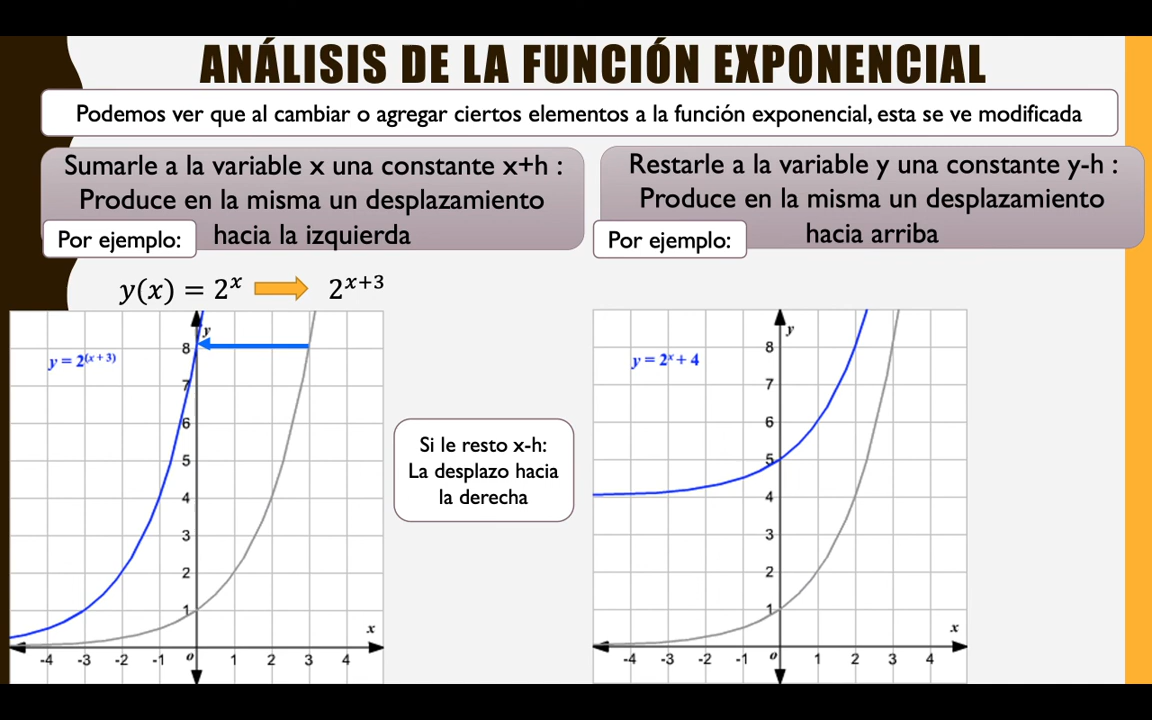 ANÁLISIS DE LA FUNCIÓN EXPONENCIAL
Podemos ver que al cambiar o agregar ciertos elementos a la función exponencial, esta se ve modificada
Sumarle a la variable x una constante x+h :
Produce en la misma un desplazamiento
hacia la izquierda
Por ejemplo:
Restarle a la variable y una constante y-h :
Produce en la misma un desplazamiento
hacia arriba
Por ejemplo:
y(x) = 2^x 2^{x+3}
y = 2^{(x+3)}
y
8
7
6
5
4
3
2
1
x
-4 -3 -2 -1 o 1 2 3 4
Si le resto x-h:
La desplazo hacia
la derecha
y = 2^x + 4
y
8
7
6
5
4
3
2
1
x
-4 -3 -2 -1 o 1 2 3 4